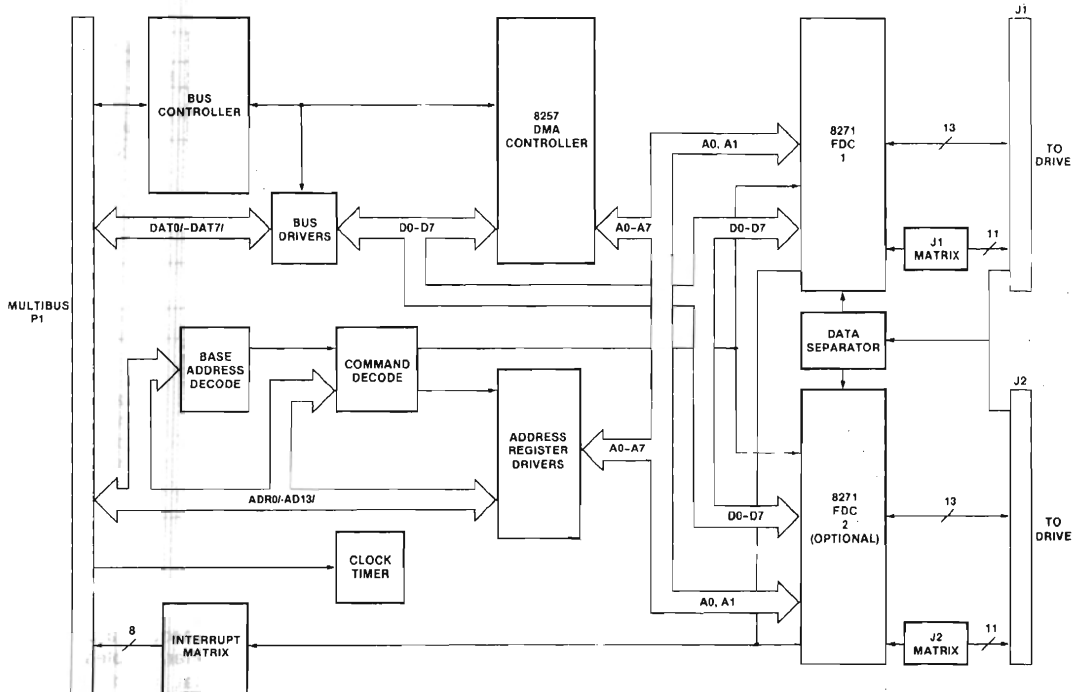 J1
BUS
CONTROLLER
8257
DMA
CONTROLLER
8271
FDC
1
A0, A1
13
TO
DRIVE
DAT0/-DAT7/
BUS
DRIVERS
D0-D7
A0-A7
D0-D7
J1
MATRIX
11
MULTIBUS
P1
BASE
ADDRESS
DECODE
COMMAND
DECODE
DATA
SEPARATOR
J2
ADDRESS
REGISTER
DRIVERS
A0-A7
ADR0/-AD13/
8271
FDC
2
(OPTIONAL)
D0-D7
13
TO
DRIVE
CLOCK
TIMER
A0, A1
8
INTERRUPT
MATRIX
J2
MATRIX
11